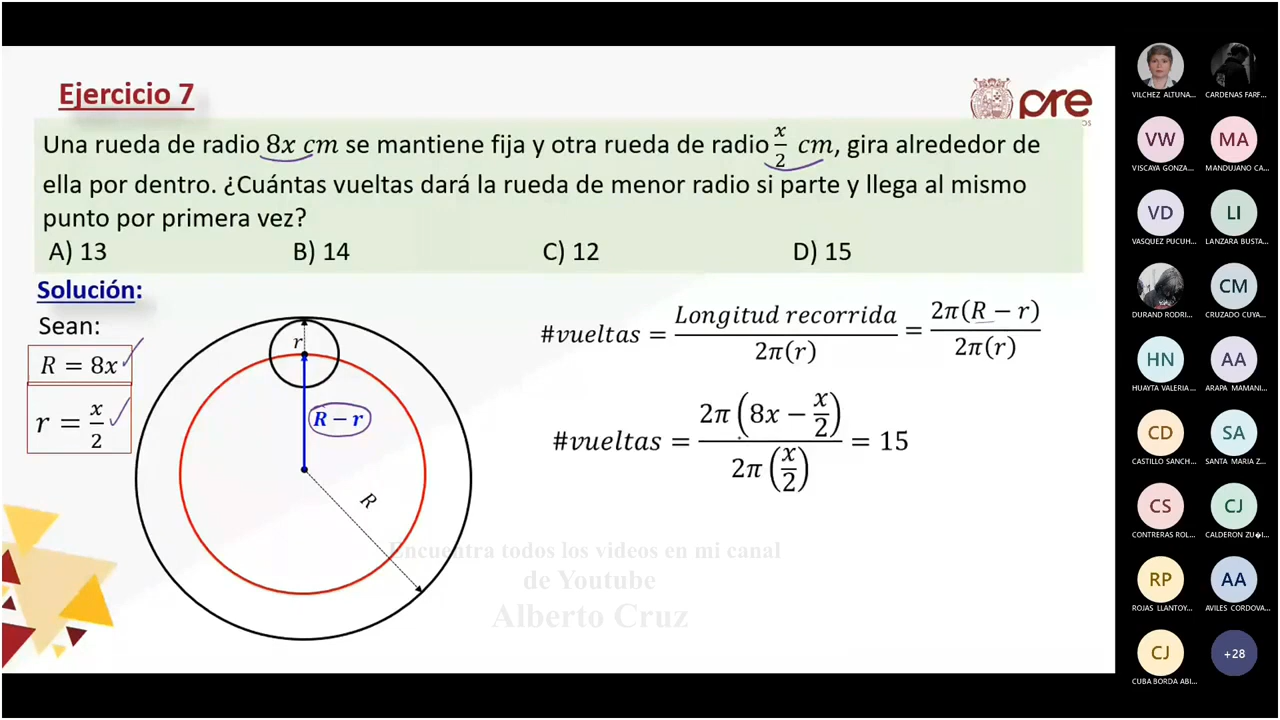 Ejercicio 7
pre
Una rueda de radio 8x cm se mantiene fija y otra rueda de radio x/2 cm, gira alrededor de
ella por dentro. ¿Cuántas vueltas dará la rueda de menor radio si parte y llega al mismo
punto por primera vez?
A) 13 B) 14 C) 12 D) 15
Solución:
Sean:
R = 8x
r = x/2
r
R − r
R
#vueltas = Longitud recorrida / 2π(r) = 2π(R − r) / 2π(r)
#vueltas = 2π(8x − x/2) / 2π(x/2) = 15
Encuentra todos los videos en mi canal
de Youtube
Alberto Cruz
VILCHEZ ALTUNA...
CARDENAS FARF...
VW
MA
VISCAYA GONZA...
MANDUJANO CA...
VD
LI
VASQUEZ PUCUH...
LANZARA BUSTA...
CM
DURAND RODRI...
CRUZADO CUYA...
HN
AA
HUAYTA VALERIA...
ARAPA MAMANI...
CD
SA
CASTILLO SANCH...
SANTA MARIA Z...
CS
CJ
CONTRERAS ROL...
CALDERON ZU�I...
RP
AA
ROJAS LLANTOY...
AVILES CORDOVA...
CJ
+28
CUBA BORDA ABI...